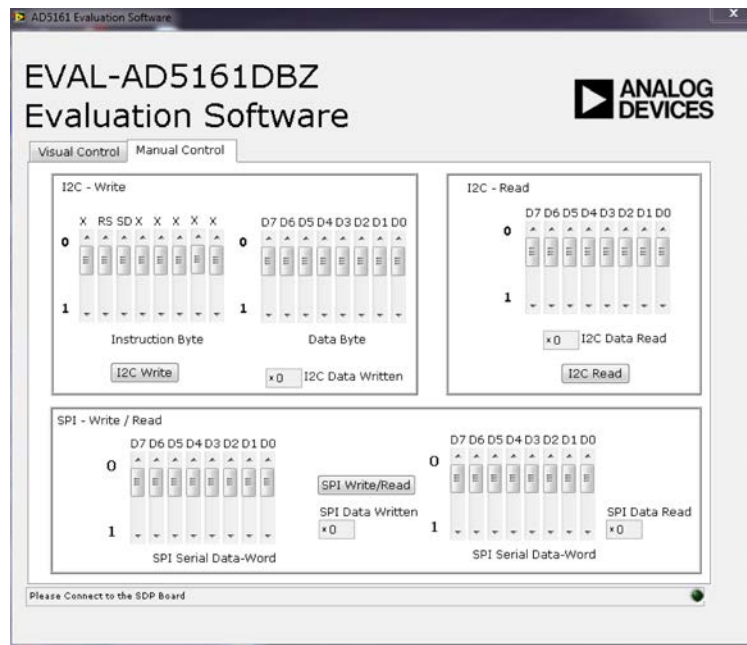 AD5161 Evaluation Software
x
EVAL-AD5161DBZ
Evaluation Software
ANALOG
DEVICES
Visual Control
Manual Control
I2C - Write
X RS SD X X X X X
D7 D6 D5 D4 D3 D2 D1 D0
0
0
1
1
Instruction Byte
Data Byte
I2C Write
x 0
I2C Data Written
I2C - Read
D7 D6 D5 D4 D3 D2 D1 D0
0
1
x 0
I2C Data Read
I2C Read
SPI - Write / Read
D7 D6 D5 D4 D3 D2 D1 D0
0
1
SPI Serial Data-Word
SPI Write/Read
SPI Data Written
x 0
D7 D6 D5 D4 D3 D2 D1 D0
0
1
SPI Serial Data-Word
SPI Data Read
x 0
Please Connect to the SDP Board